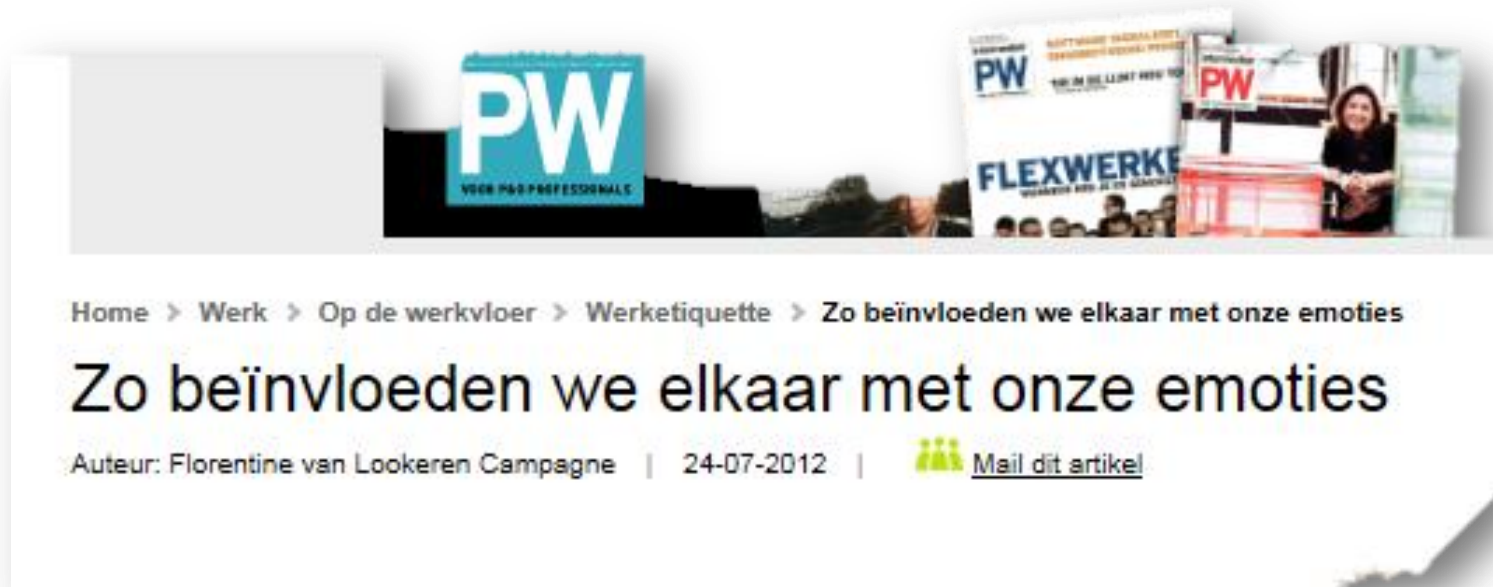 PW
VOOR P&O PROFESSIONALS
PW
FLEXWERKE
PW
Home > Werk > Op de werkvloer > Werketiquette > Zo beïnvloeden we elkaar met onze emoties
Zo beïnvloeden we elkaar met onze emoties
Auteur: Florentine van Lookeren Campagne | 24-07-2012 | Mail dit artikel